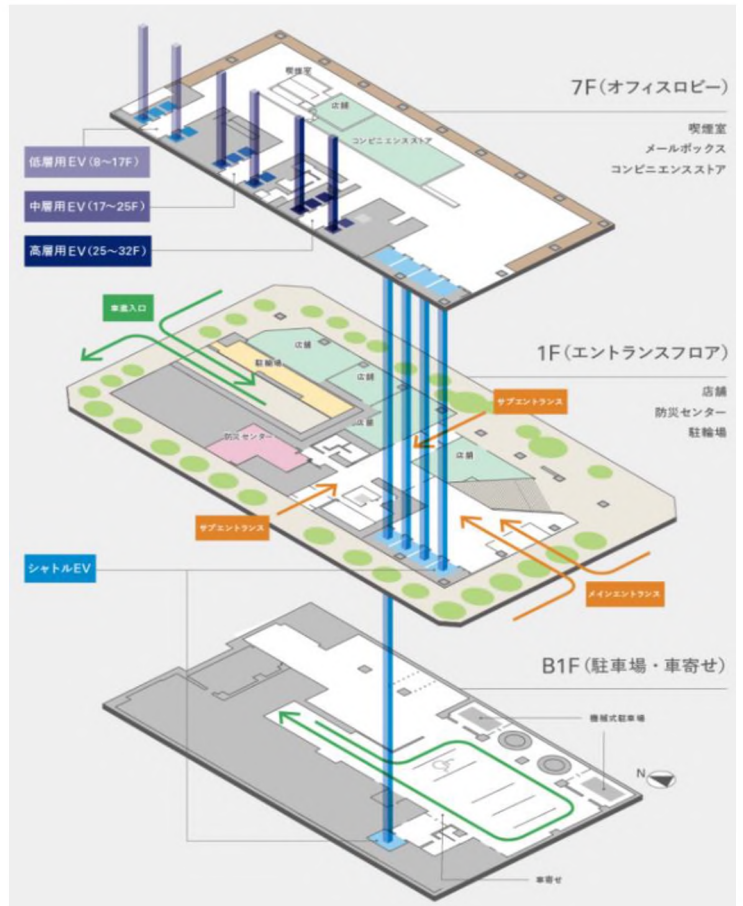 7F(オフィスロビー)
喫煙室
メールボックス
コンビニエンスストア
喫煙室
店舗
コンビニエンスストア
低層用EV(8〜17F)
中層用EV(17〜25F)
高層用EV(25〜32F)
車道入口
1F(エントランスフロア)
店舗
防災センター
駐輪場
店舗
駐輪場
店舗
サブエントランス
店舗
防災センター
店舗
サブエントランス
シャトルEV
メインエントランス
B1F(駐車場・車寄せ)
機械式駐車場
N
車寄せ